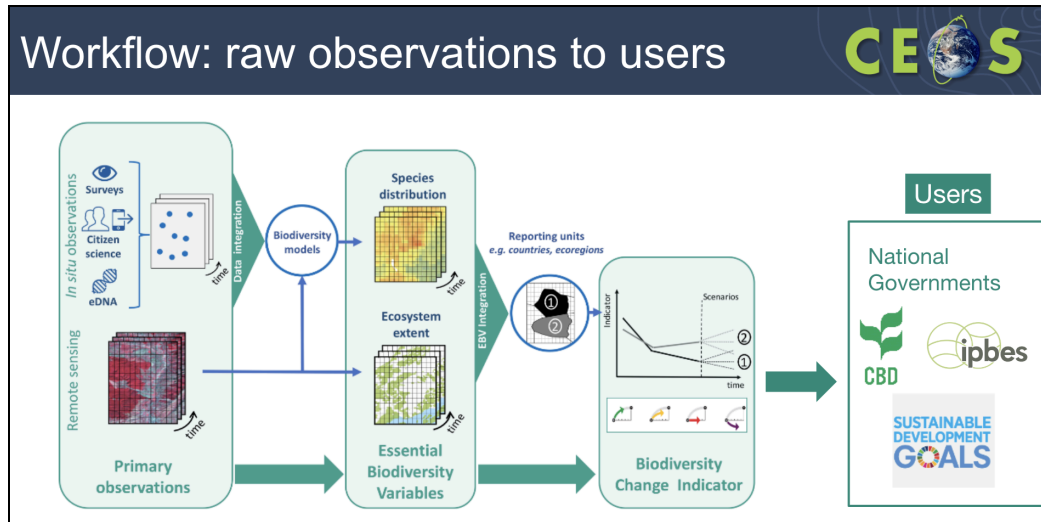 Workflow: raw observations to users
CEOS
In situ observations
Surveys
Citizen
science
eDNA
time
Data integration
Remote sensing
time
Primary
observations
Biodiversity
models
Species
distribution
time
Ecosystem
extent
time
Essential
Biodiversity
Variables
EBV Integration
Reporting units
e.g. countries, ecoregions
1
2
Indicator
Scenarios
2
1
time
Biodiversity
Change Indicator
Users
National
Governments
CBD
ipbes
SUSTAINABLE
DEVELOPMENT
GOALS